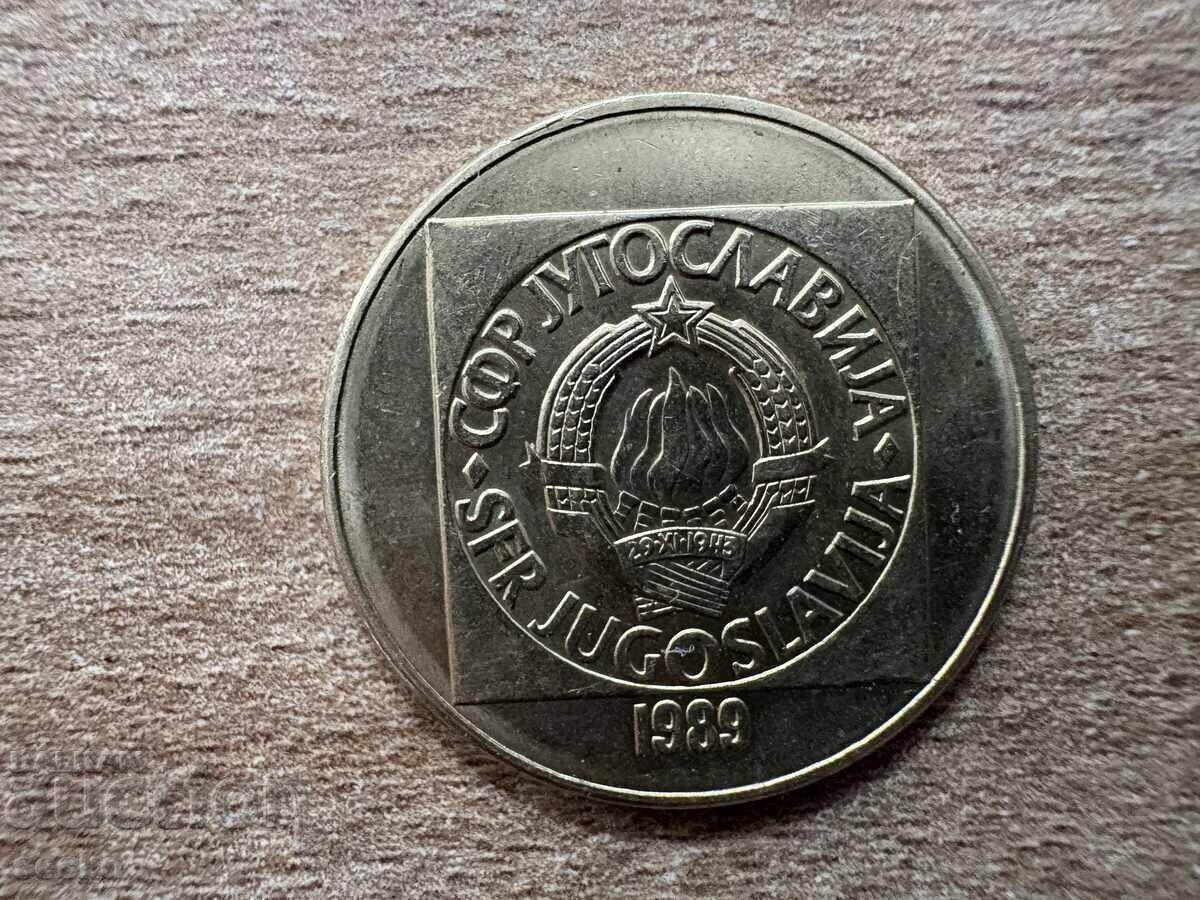 СФР ЈУГОСЛАВИЈА
SFR JUGOSLAVIJA
29·XI·1943
1989